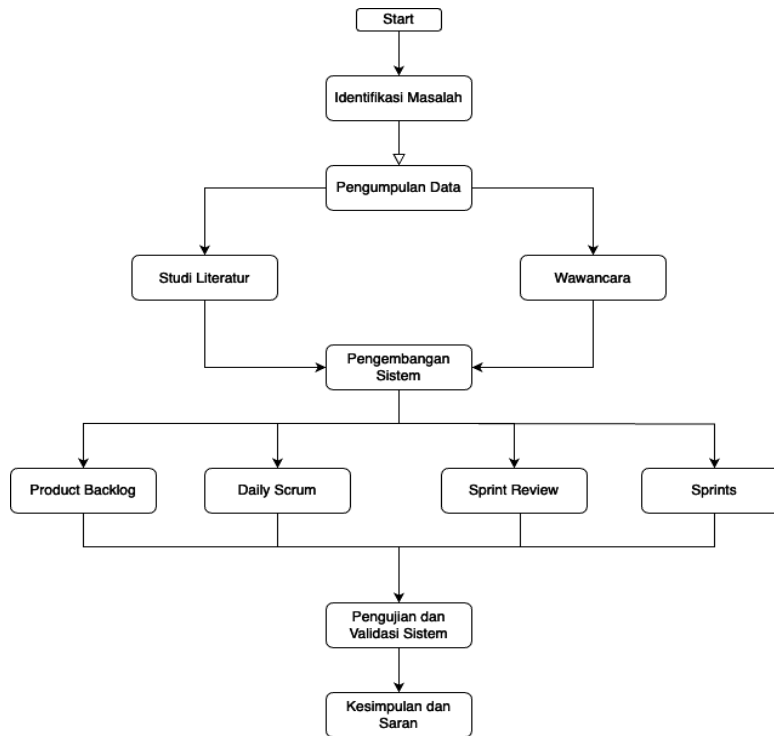 Start
Identifikasi Masalah
Pengumpulan Data
Studi Literatur
Wawancara
Pengembangan
Sistem
Product Backlog
Daily Scrum
Sprint Review
Sprints
Pengujian dan
Validasi Sistem
Kesimpulan dan
Saran